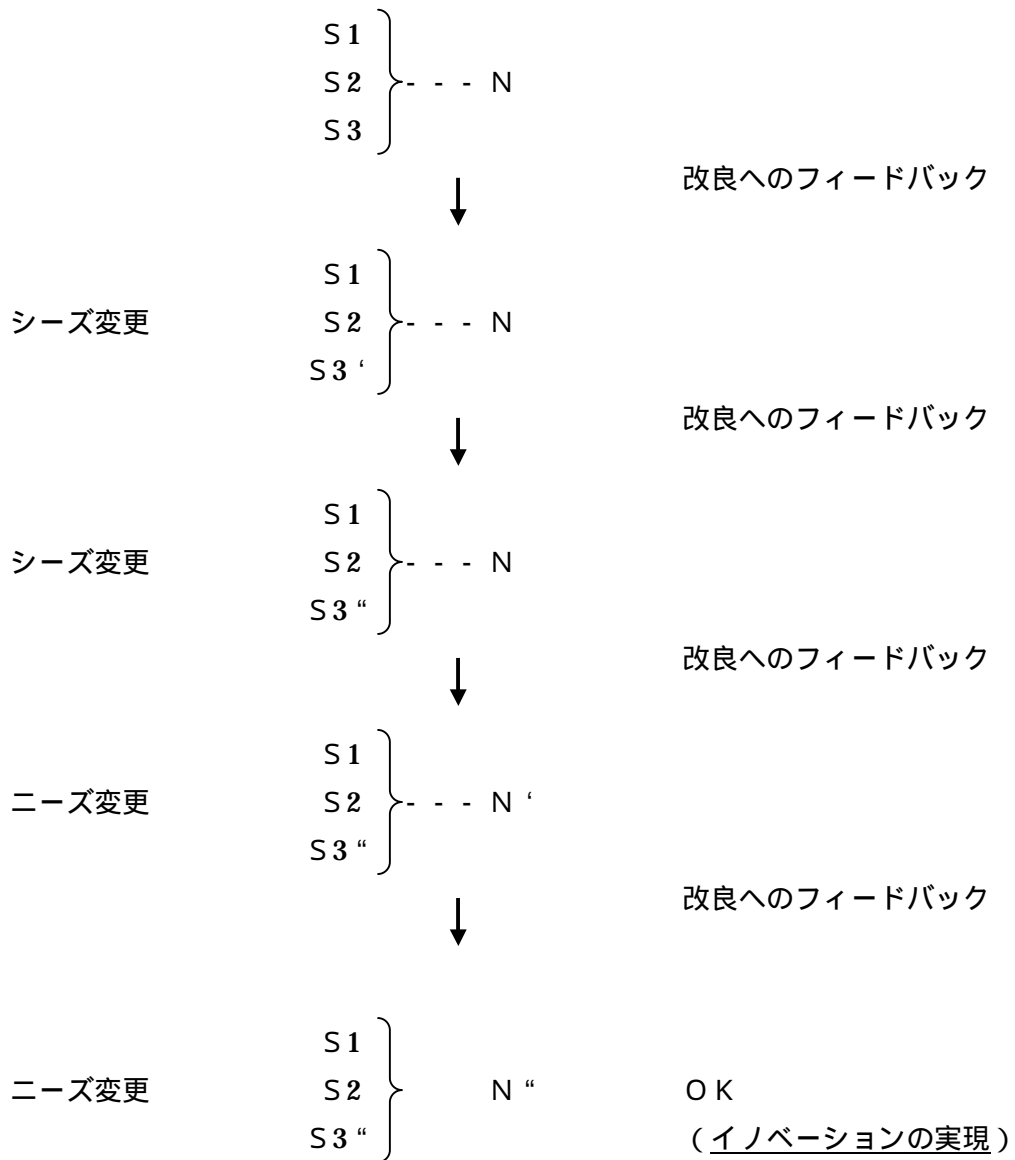 S1
S2 - - - N
S3
改良へのフィードバック
S1
シーズ変更 S2 - - - N
S3‘
改良へのフィードバック
S1
シーズ変更 S2 - - - N
S3“
改良へのフィードバック
S1
ニーズ変更 S2 - - - N‘
S3“
改良へのフィードバック
S1
ニーズ変更 S2 N“ OK
S3“ (イノベーションの実現)